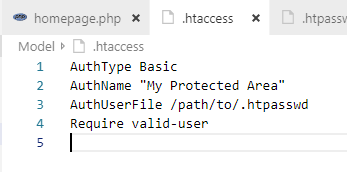 homepage.php .htaccess .htpassw
Model > .htaccess
1 AuthType Basic
2 AuthName "My Protected Area"
3 AuthUserFile /path/to/.htpasswd
4 Require valid-user
5